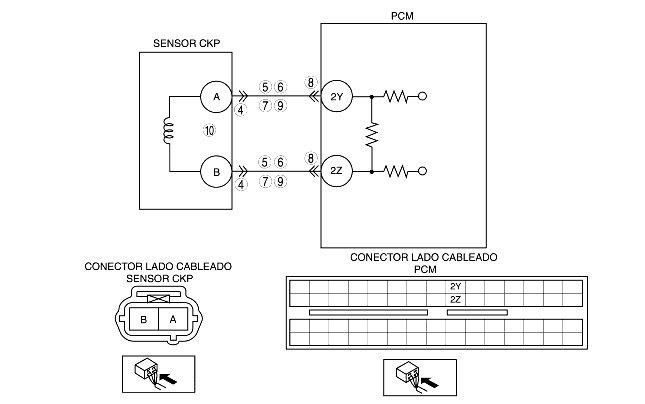 PCM
SENSOR CKP
A
4
5 6
7 9
8
2Y
10
B
4
5 6
7 9
8
2Z
CONECTOR LADO CABLEADO
SENSOR CKP
B A
CONECTOR LADO CABLEADO
PCM
2Y
2Z